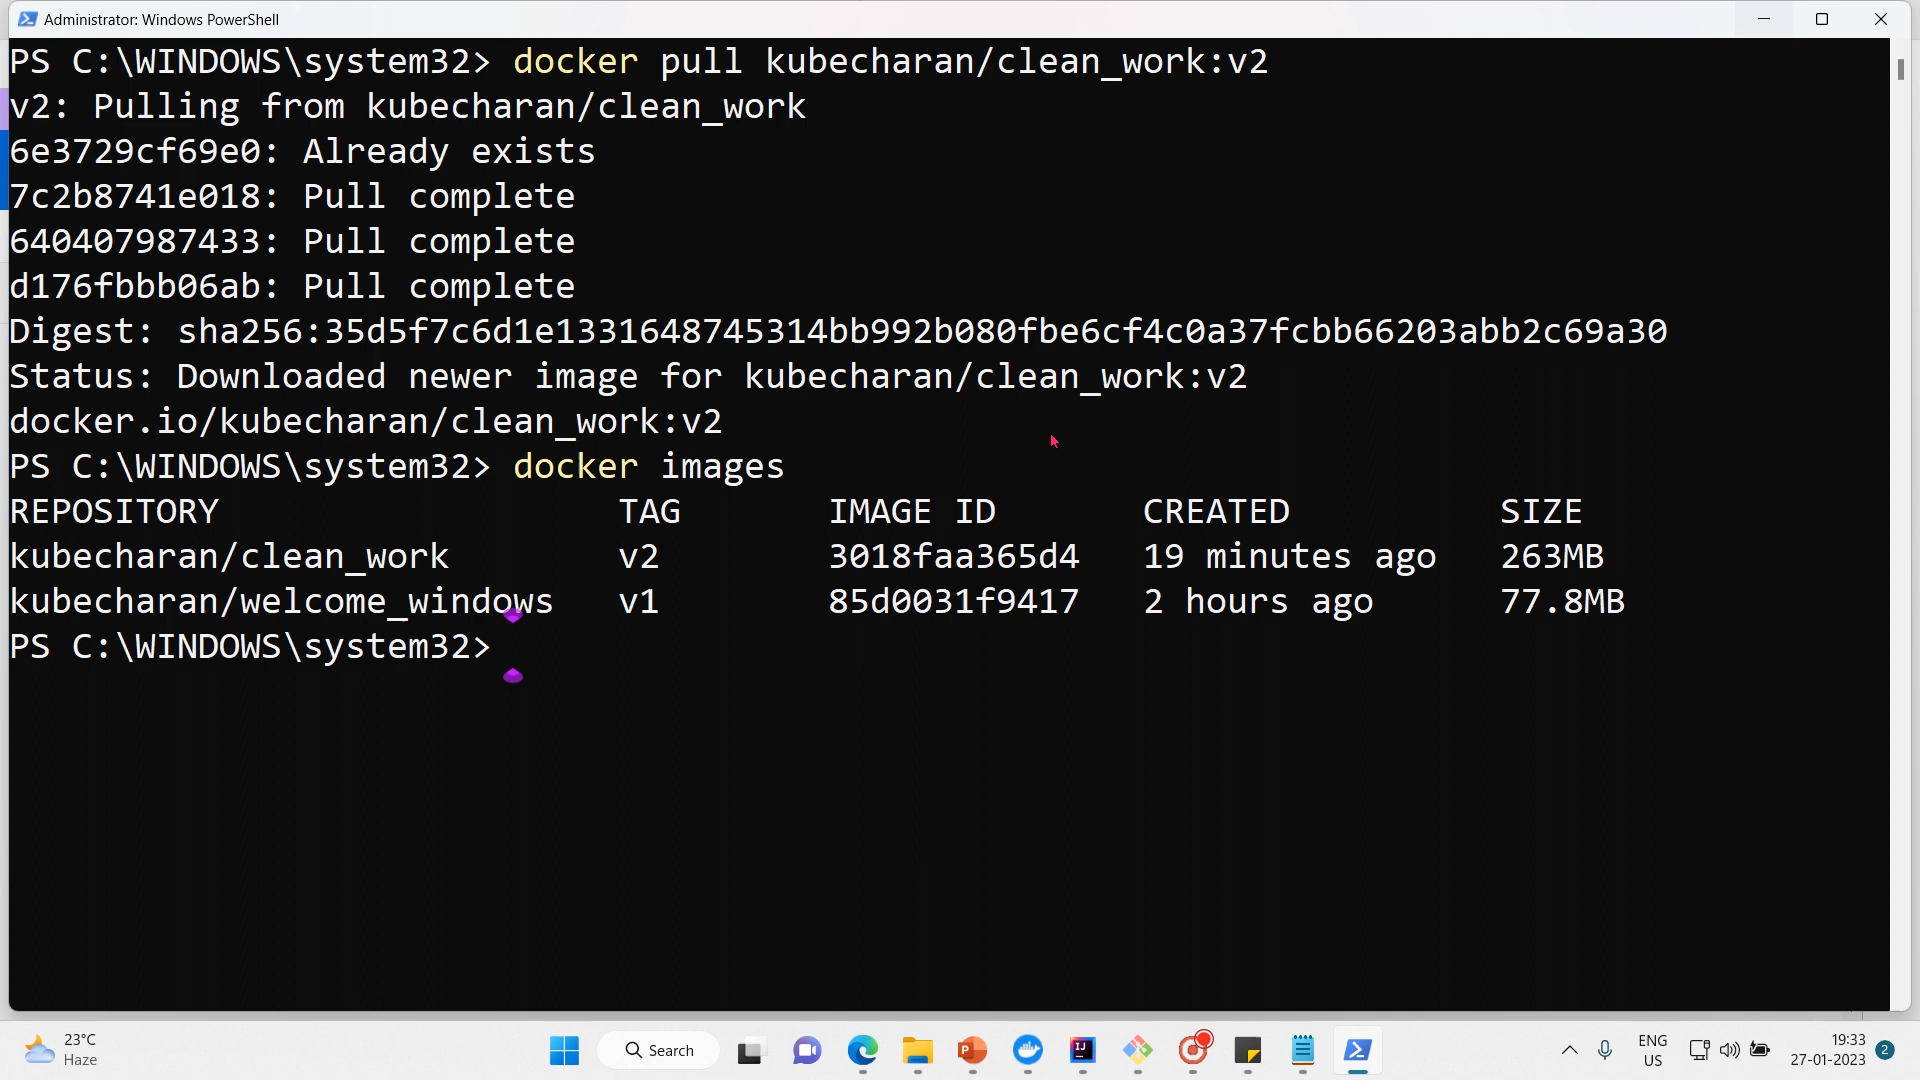 Administrator: Windows PowerShell
PS C:\WINDOWS\system32> docker pull kubecharan/clean_work:v2
v2: Pulling from kubecharan/clean_work
6e3729cf69e0: Already exists
7c2b8741e018: Pull complete
640407987433: Pull complete
d176fbbb06ab: Pull complete
Digest: sha256:35d5f7c6d1e1331648745314bb992b080fbe6cf4c0a37fcbb66203abb2c69a30
Status: Downloaded newer image for kubecharan/clean_work:v2
docker.io/kubecharan/clean_work:v2
PS C:\WINDOWS\system32> docker images
REPOSITORY TAG IMAGE ID CREATED SIZE
kubecharan/clean_work v2 3018faa365d4 19 minutes ago 263MB
kubecharan/welcome_windows v1 85d0031f9417 2 hours ago 77.8MB
PS C:\WINDOWS\system32>
23°C
Haze
Search
ENG
US
19:33
27-01-2023
2